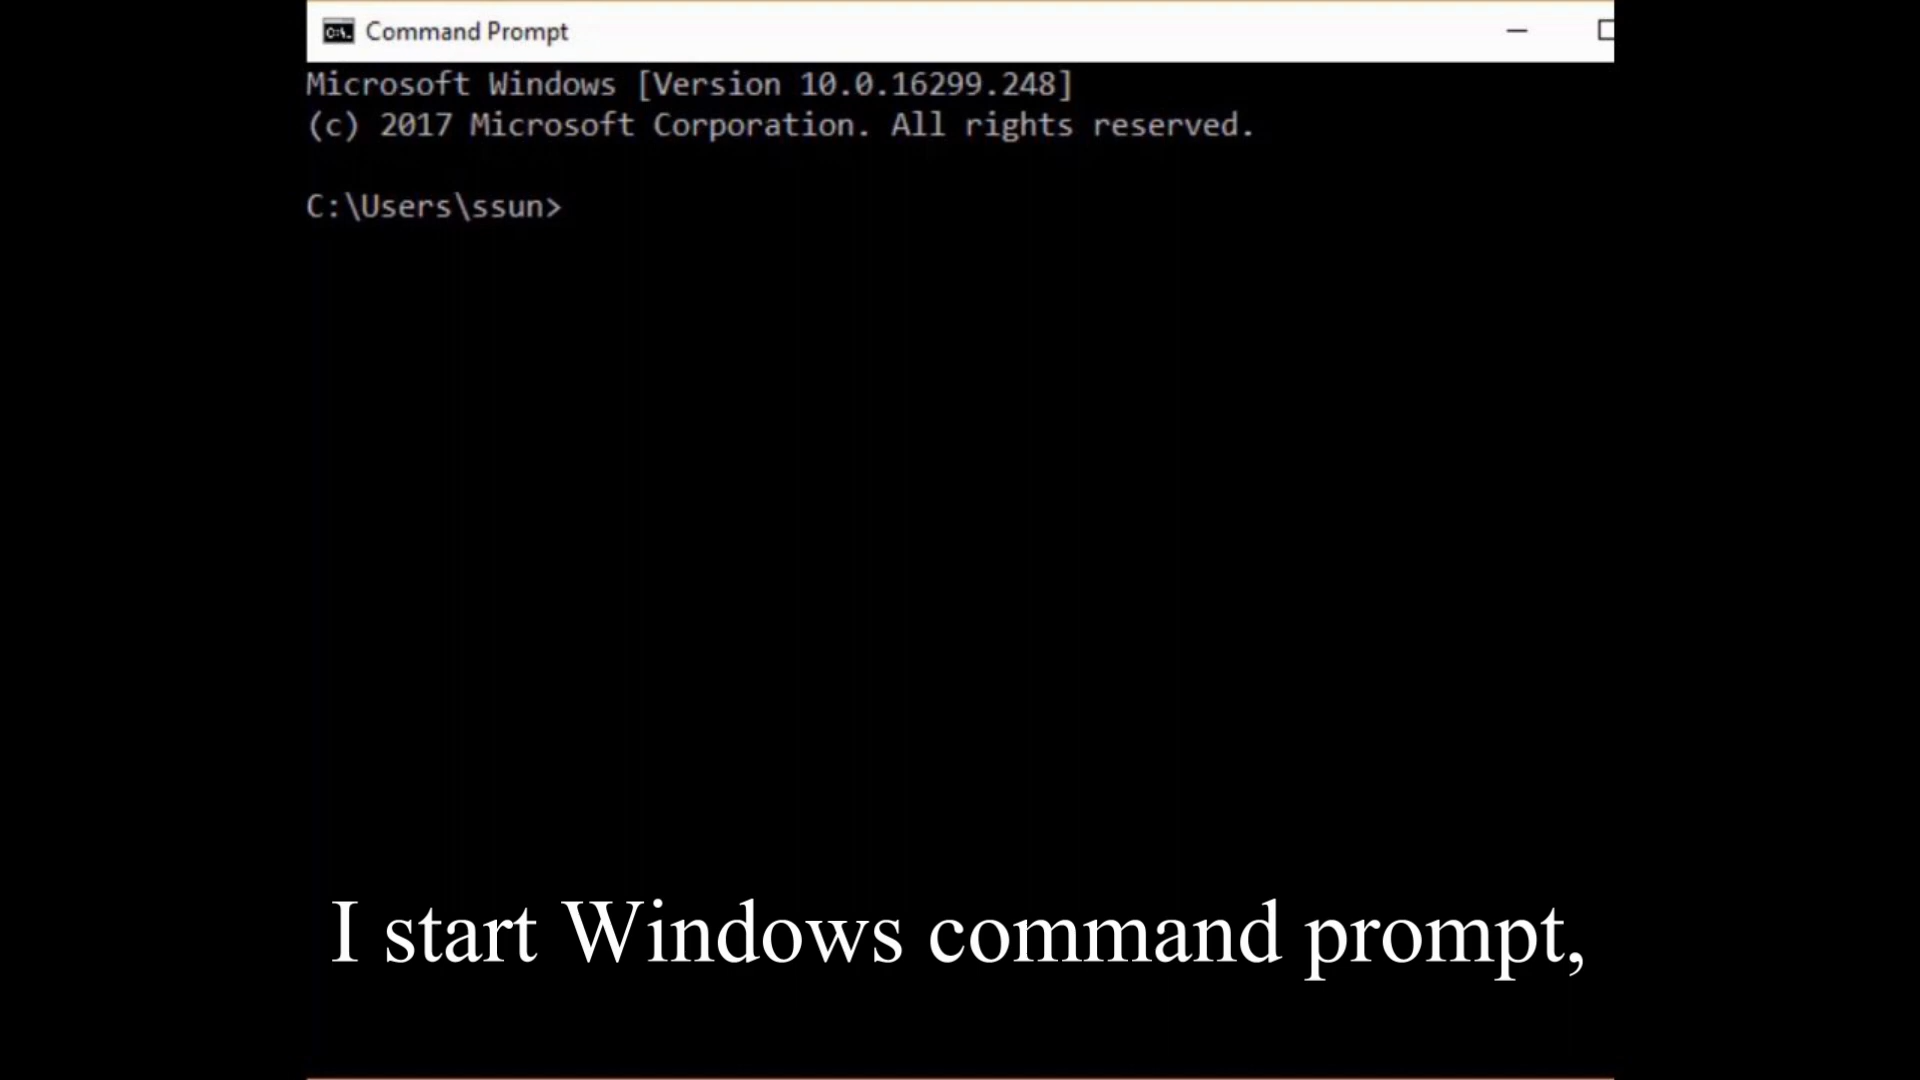 Command Prompt
Microsoft Windows [Version 10.0.16299.248]
(c) 2017 Microsoft Corporation. All rights reserved.
C:\Users\ssun>
I start Windows command prompt,